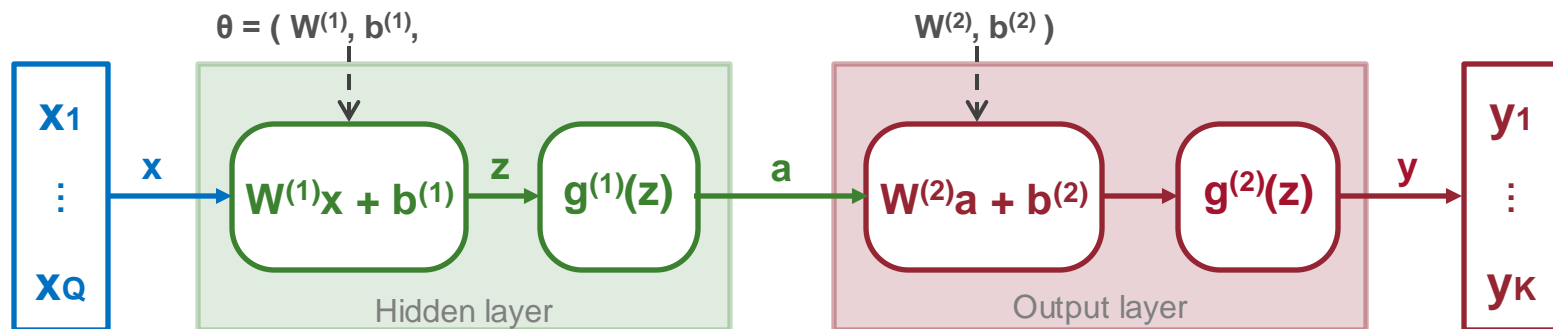 θ = ( W⁽¹⁾, b⁽¹⁾,
W⁽²⁾, b⁽²⁾ )
x1
⋮
xQ
x
W⁽¹⁾x + b⁽¹⁾
z
g⁽¹⁾(z)
Hidden layer
a
W⁽²⁾a + b⁽²⁾
g⁽²⁾(z)
Output layer
y
y1
⋮
yK